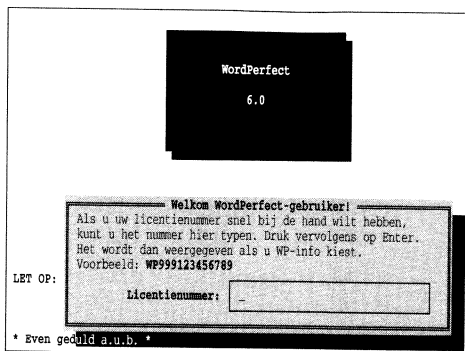 WordPerfect
6.0
Welkom WordPerfect-gebruiker!
Als u uw licentienummer snel bij de hand wilt hebben,
kunt u het nummer hier typen. Druk vervolgens op Enter.
Het wordt dan weergegeven als u WP-info kiest.
Voorbeeld: WP999123456789
LET OP:
Licentienummer: _
* Even geduld a.u.b. *